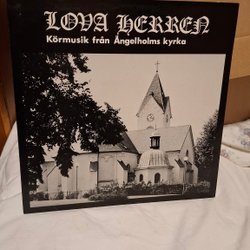 LOVA HERREN
Körmusik från Ängelholms kyrka